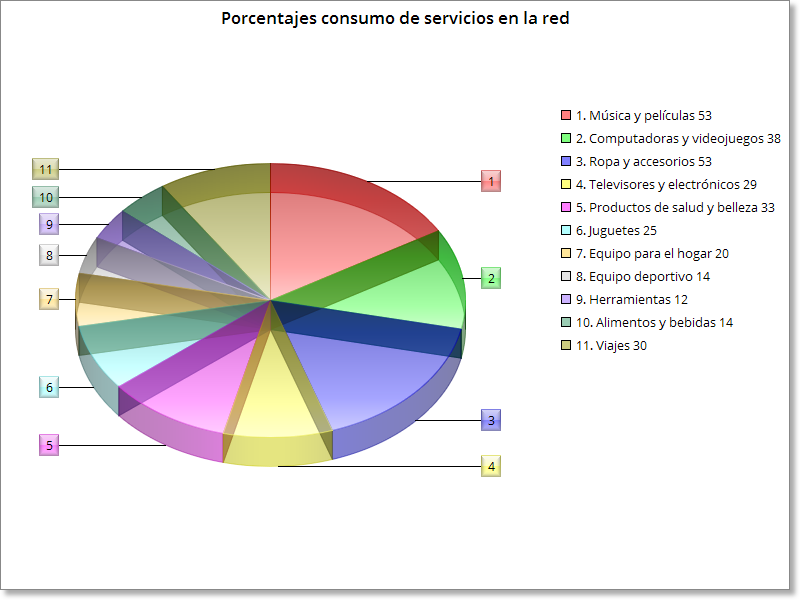 Porcentajes consumo de servicios en la red
1. Música y películas 53
2. Computadoras y videojuegos 38
3. Ropa y accesorios 53
4. Televisores y electrónicos 29
5. Productos de salud y belleza 33
6. Juguetes 25
7. Equipo para el hogar 20
8. Equipo deportivo 14
9. Herramientas 12
10. Alimentos y bebidas 14
11. Viajes 30
11
1
10
9
8
2
7
6
3
5
4